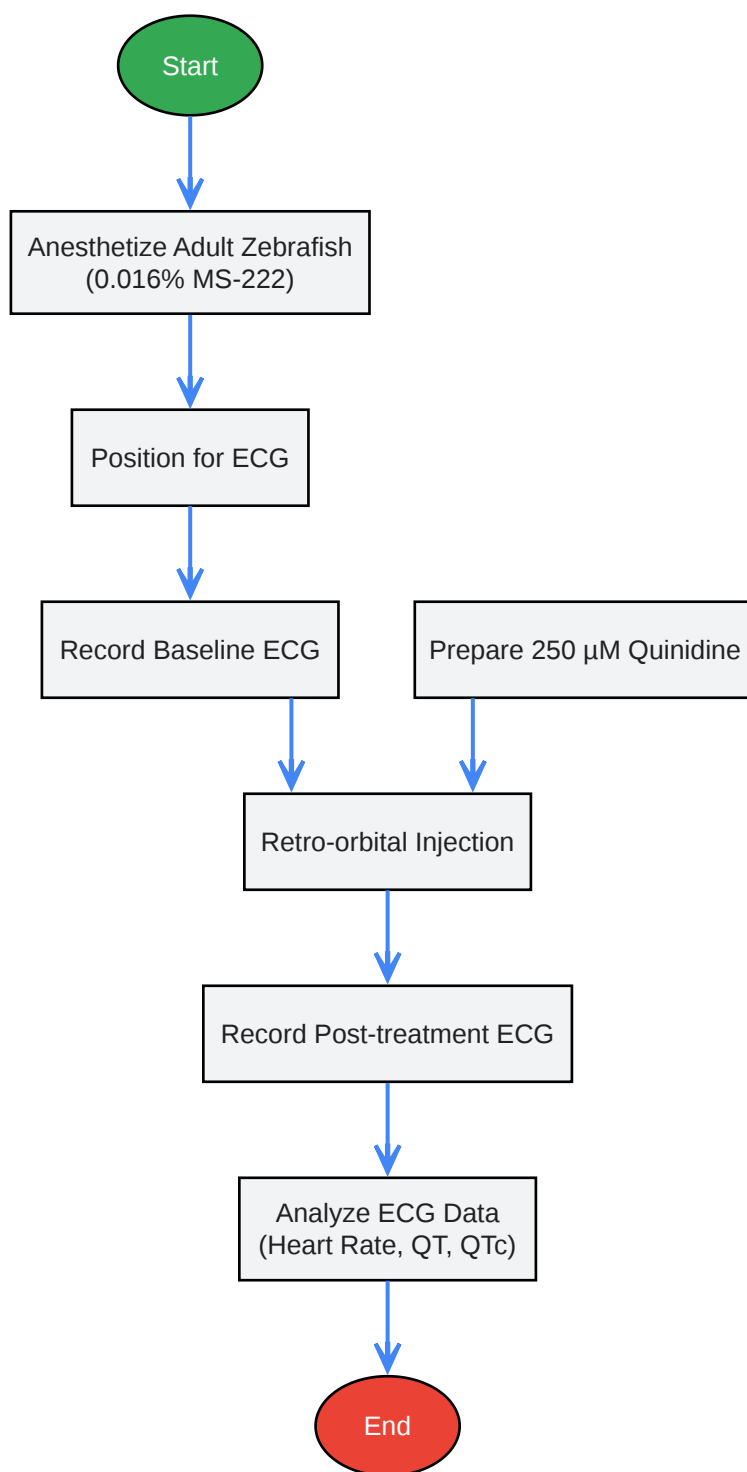 Start
Anesthetize Adult Zebrafish
(0.016% MS-222)
Position for ECG
Record Baseline ECG
Prepare 250 µM Quinidine
Retro-orbital Injection
Record Post-treatment ECG
Analyze ECG Data
(Heart Rate, QT, QTc)
End